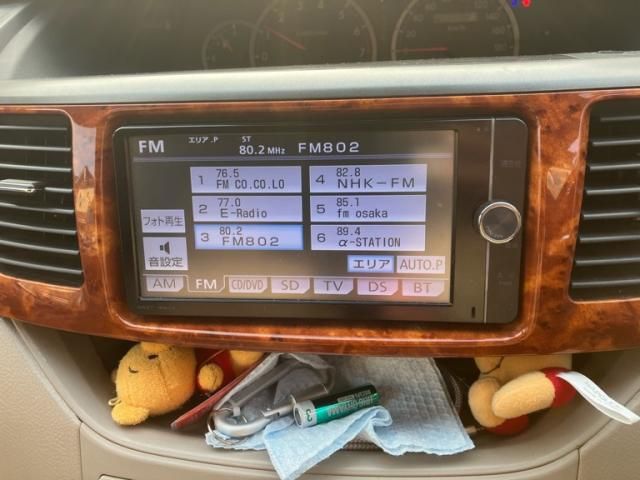 FM エリア.P ST 80.2 MHz FM802
1 76.5 FM CO.CO.LO
4 82.8 NHK-FM
2 77.0 E-Radio
5 85.1 fm osaka
3 80.2 FM802
6 89.4 α-STATION
フォト再生
音設定
エリア AUTO.P
AM FM CD/DVD SD TV DS BT